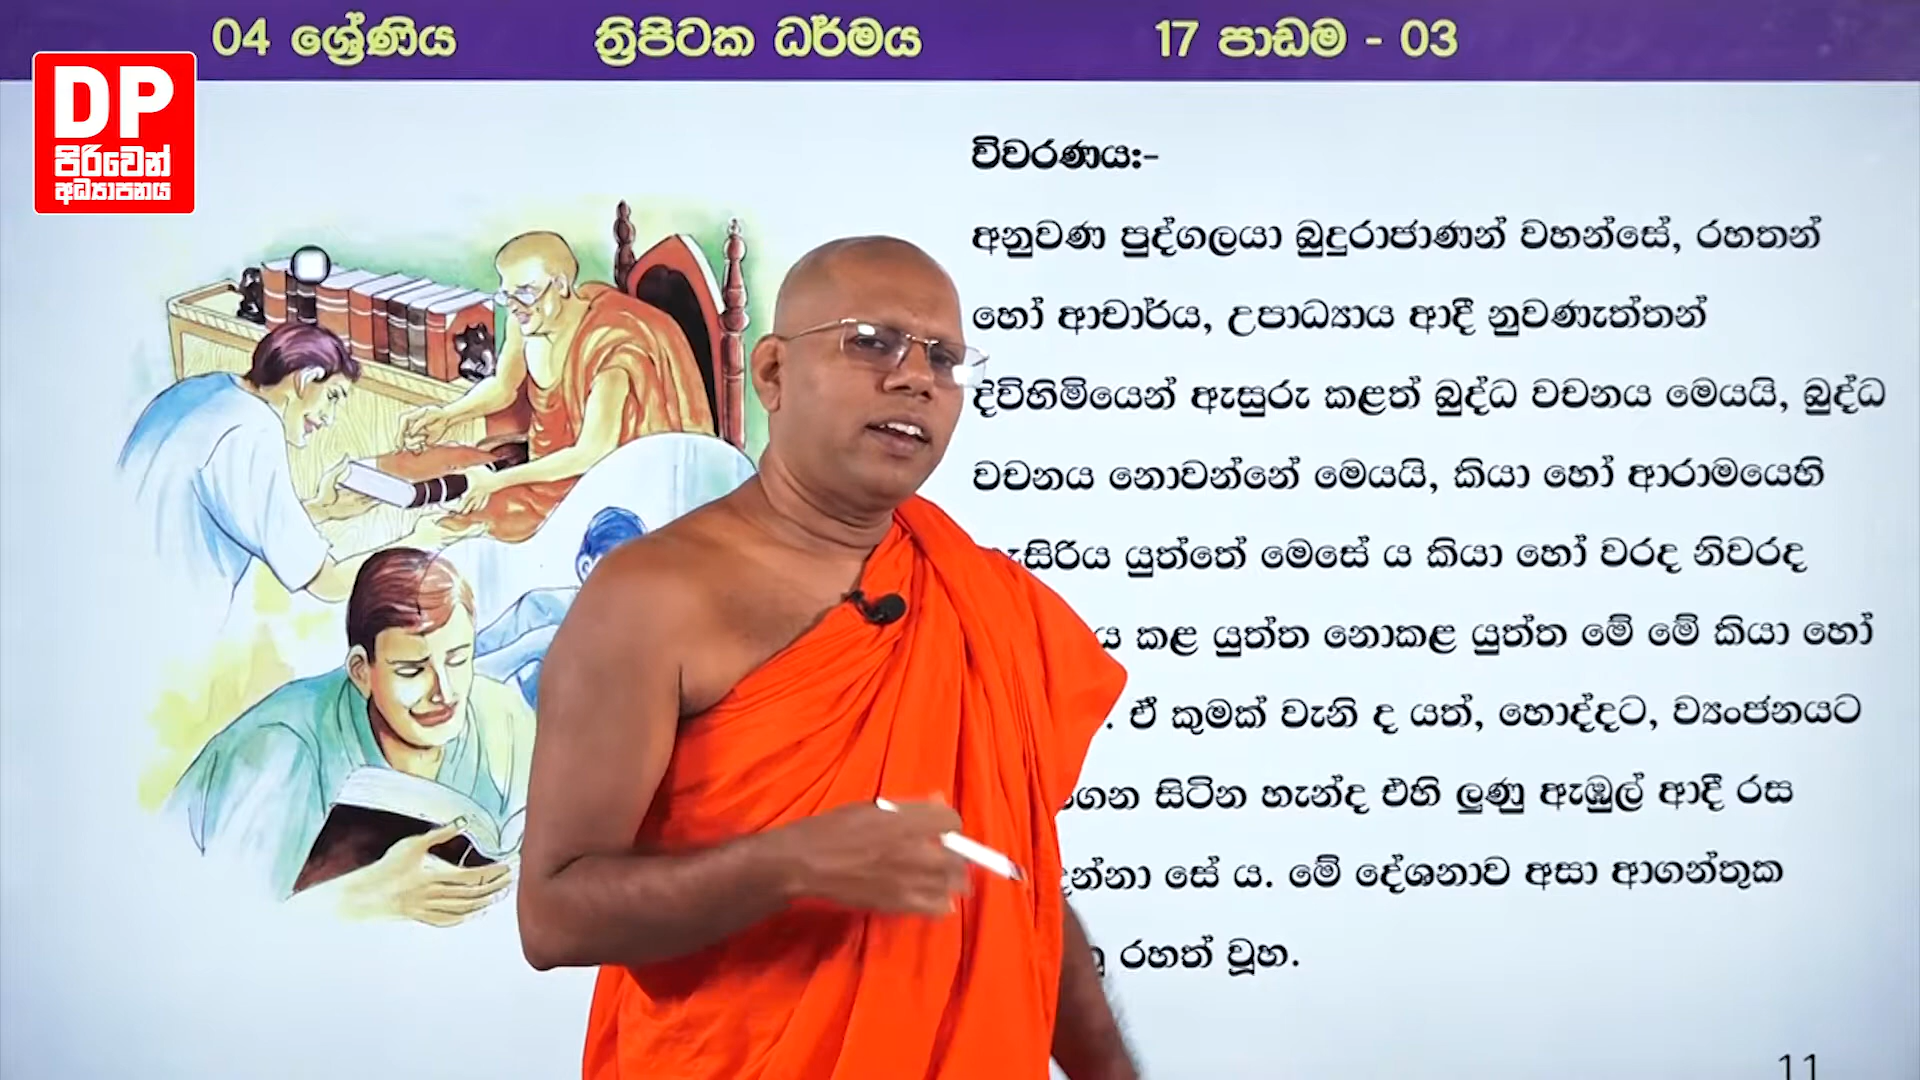 04 ශ්‍රේණිය ත්‍රිපිටක ධර්මය 17 පාඩම - 03
DP
පිරිවෙන්
අධ්‍යාපනය
විවරණය:-
අනුවණ පුද්ගලයා බුදුරාජාණන් වහන්සේ, රහතන්
හෝ ආචාර්ය, උපාධ්‍යාය ආදී නුවණැත්තන්
දිවිහිමියෙන් ඇසුරු කළත් බුද්ධ වචනය මෙයයි, බුද්ධ
වචනය නොවන්නේ මෙයයි, කියා හෝ ආරාමයෙහි
යුත්තේ මෙසේ ය කියා හෝ වරද නිවරද
කළ යුත්ත නොකළ යුත්ත මේ මේ කියා හෝ
ඒ කුමක් වැනි ද යත්, හොද්දට, ව්‍යංජනයට
සිටින හැන්ද එහි ලුණු ඇඹුල් ආදී රස
සේ ය. මේ දේශනාව අසා ආගන්තුක
රහත් වූහ.
11